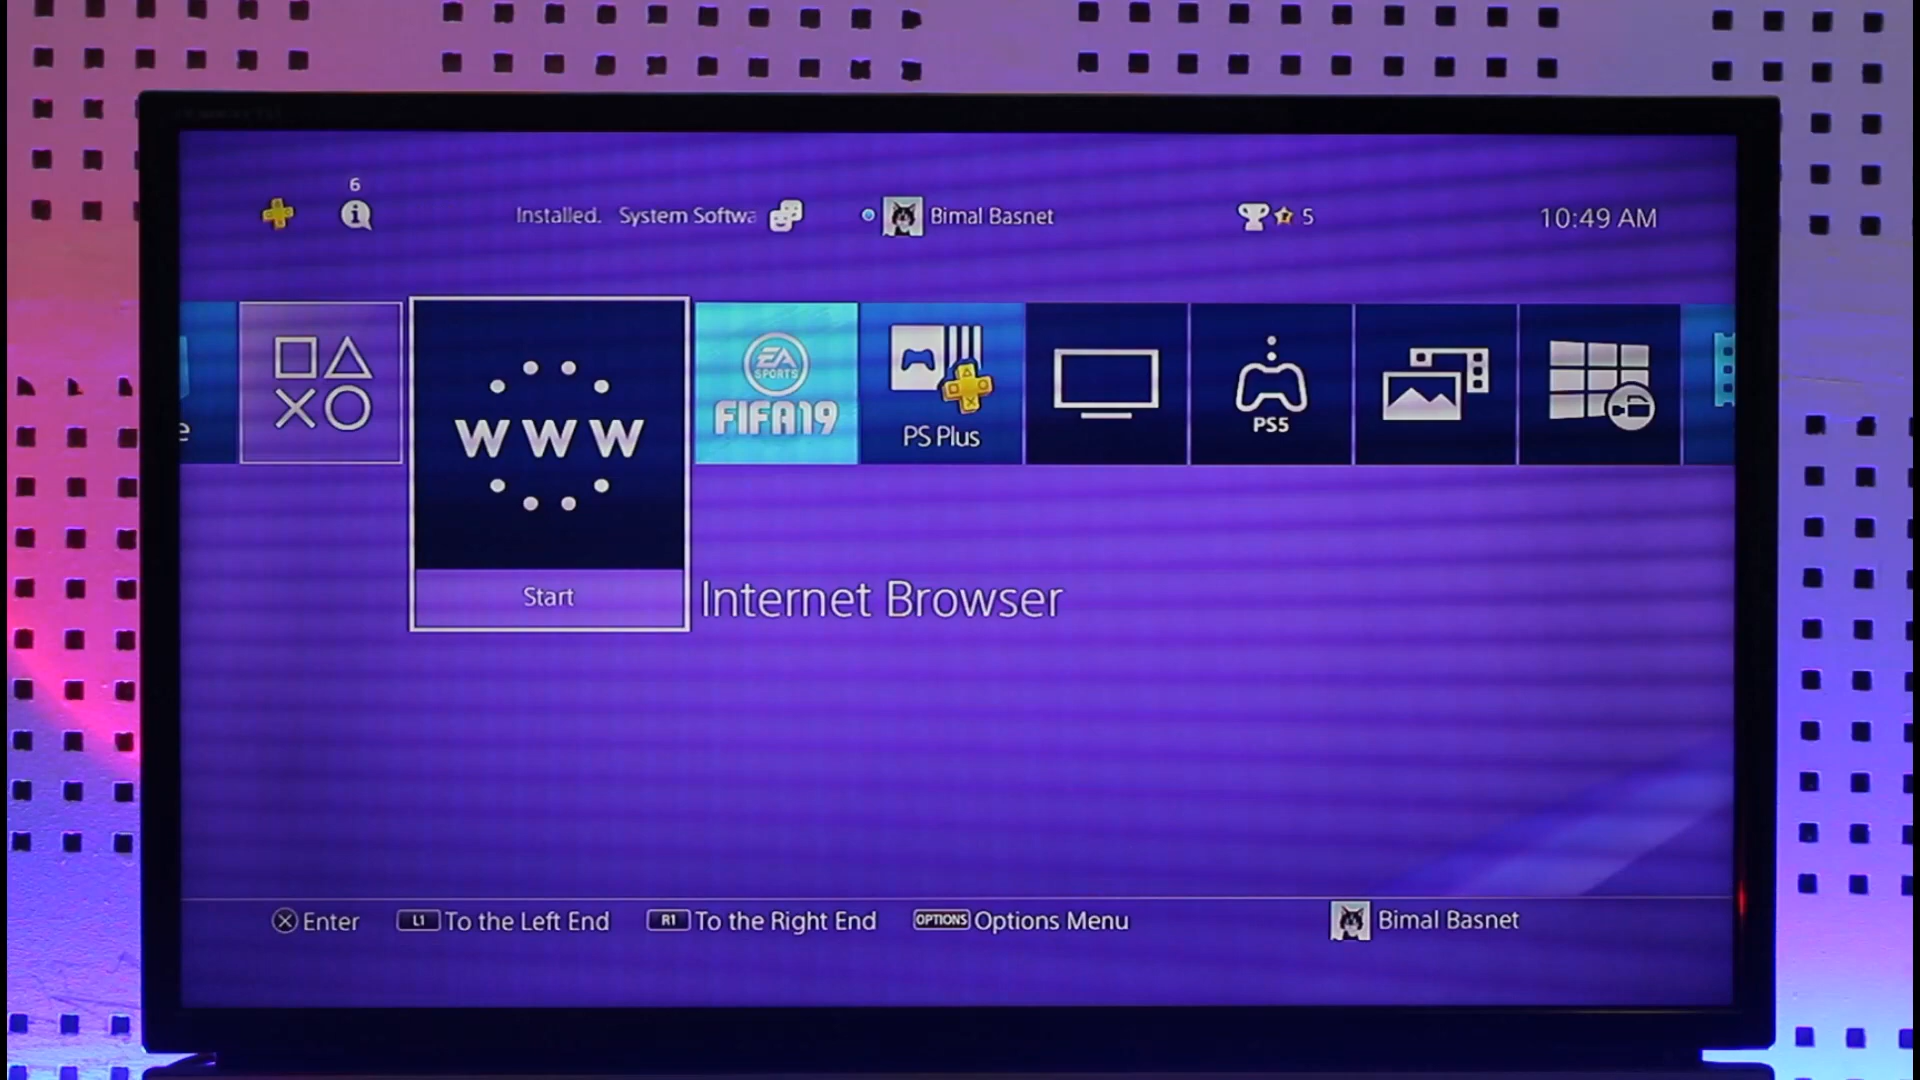 6
Installed. System Softwa
Bimal Basnet
5
10:49 AM
e
WWW
EA
SPORTS
FIFA19
PS Plus
PS5
Start
Internet Browser
Enter
L1 To the Left End
R1 To the Right End
OPTIONS Options Menu
Bimal Basnet